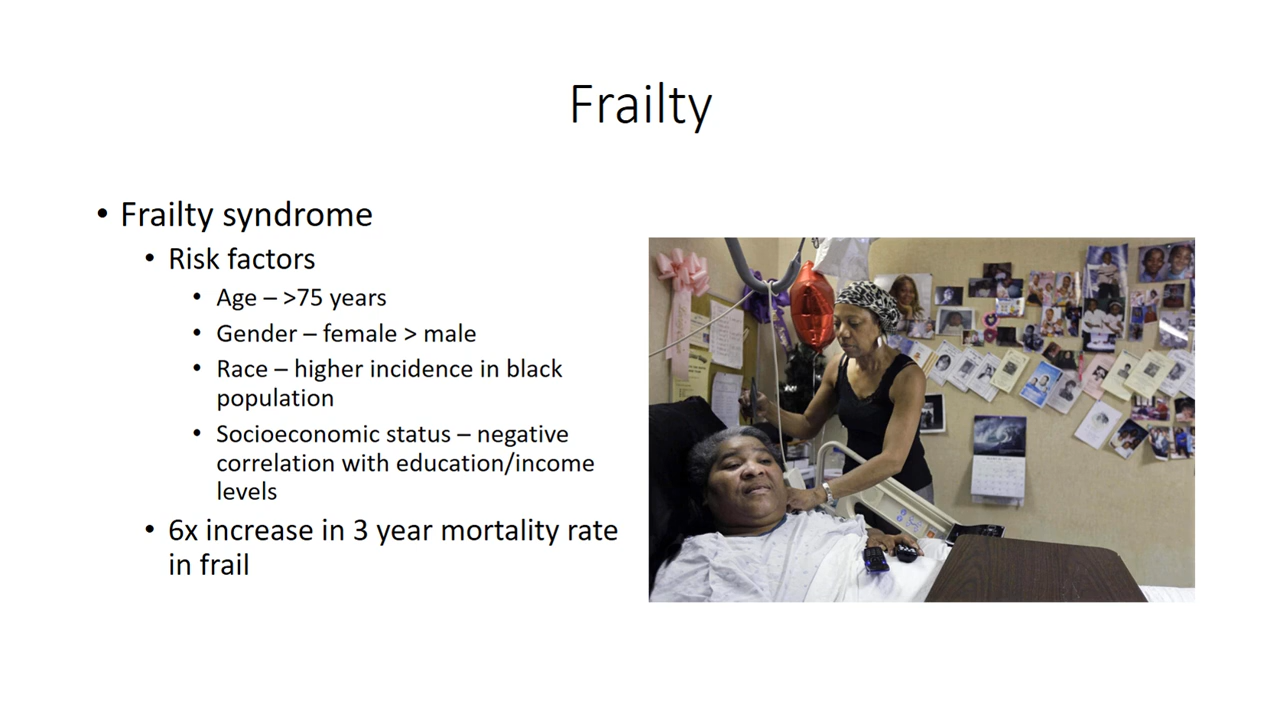 Frailty
• Frailty syndrome
• Risk factors
• Age – >75 years
• Gender – female > male
• Race – higher incidence in black
population
• Socioeconomic status – negative
correlation with education/income
levels
• 6x increase in 3 year mortality rate
in frail